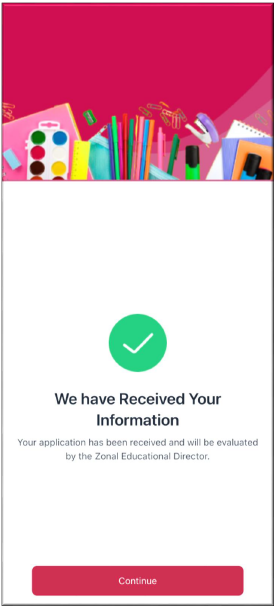 We have Received Your
Information
Your application has been received and will be evaluated
by the Zonal Educational Director.
Continue